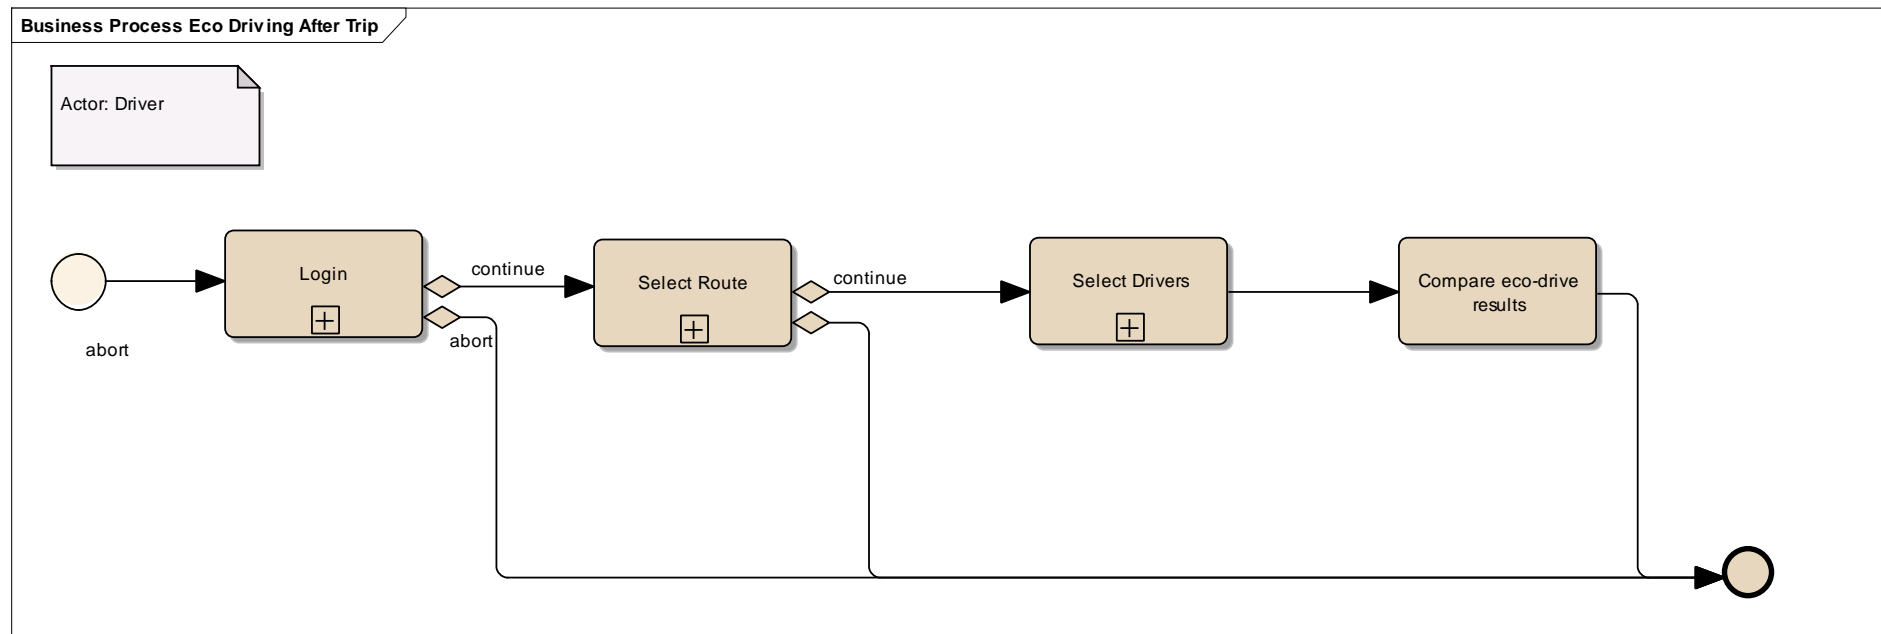 Business Process Eco Driving After Trip
Actor: Driver
Login
continue
Select Route
continue
Select Drivers
Compare eco-drive
results
abort
abort